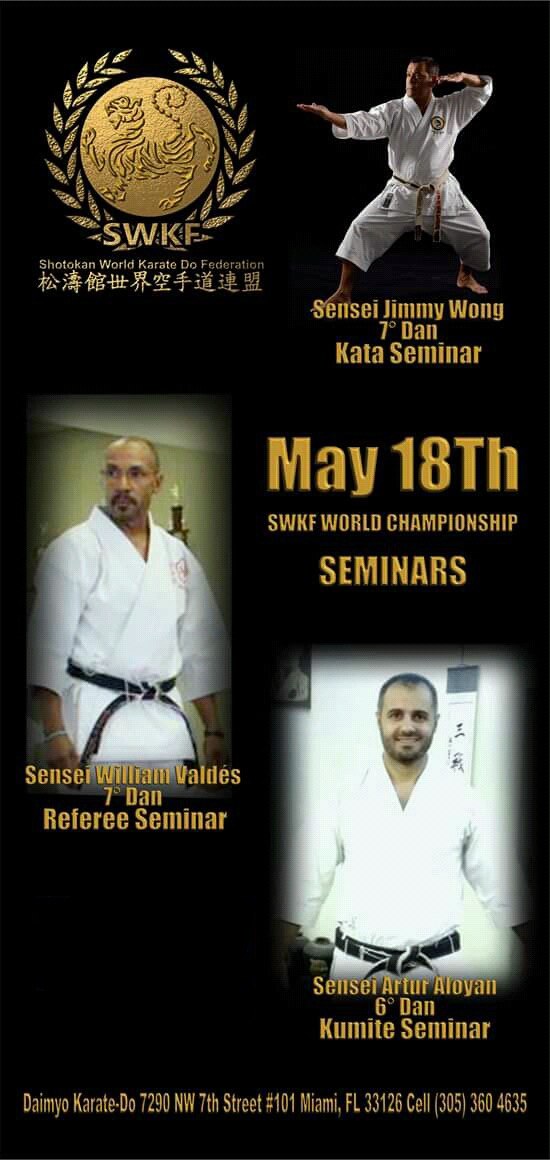 SWKF
Shotokan World Karate Do Federation
松濤館世界空手道連盟
Sensei Jimmy Wong
7° Dan
Kata Seminar
May 18Th
SWKF WORLD CHAMPIONSHIP
SEMINARS
Sensei William Valdés
7° Dan
Referee Seminar
三戦
Sensei Artur Aloyan
6° Dan
Kumite Seminar
Daimyo Karate-Do 7290 NW 7th Street #101 Miami, FL 33126 Cell (305) 360 4635